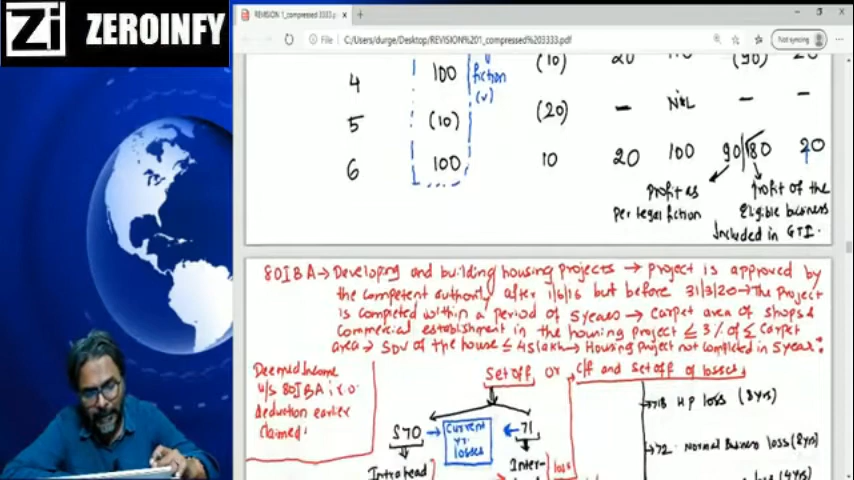 Zi ZEROINFY
REVISION 1_compressed 3333.pdf
File C:/Users/durge/Desktop/REVISION%201_compressed%203333.pdf
Not syncing
4 100 fiction (10) 20 (90)
(v)
5 (10) (20) - NIL - -
6 100 10 20 100 90/180 20
Profit as Profit of the
per legal fiction Eligible business
Included in GTI.
80IBA → Developing and building housing projects → Project is approved by
the competent authority after 1/6/16 but before 31/3/20 → The Project
is completed within a period of 5 years → Carpet area of shops &
commercial establishment in the housing project ≤ 3% of Σ Carpet
area → SDV of the house ≤ 45 lakh → Housing Project not completed in 5 year:
Deemed Income
u/s 80IBA i.r.o.
deduction earlier
claimed.
Set off or c/f and Set off of losses
S70 → Current yr. losses ← 71
Intrahead Inter-
loss
→ 71B HP loss (8 yrs)
→ 72 Normal Business loss (8 yrs)
(4 yrs)